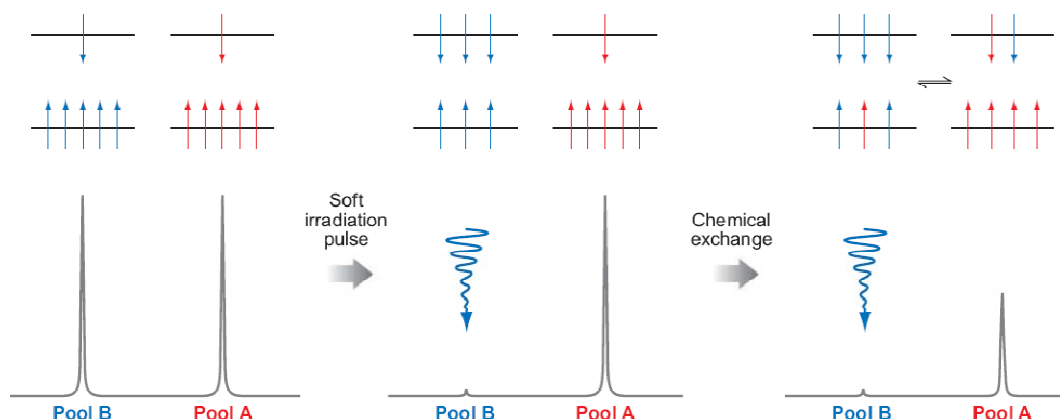 Soft
irradiation
pulse
Chemical
exchange
Pool B
Pool A
Pool B
Pool A
Pool B
Pool A